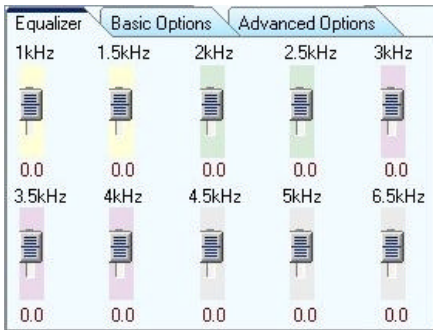 Equalizer Basic Options Advanced Options
1kHz 1.5kHz 2kHz 2.5kHz 3kHz
0.0 0.0 0.0 0.0 0.0
3.5kHz 4kHz 4.5kHz 5kHz 6.5kHz
0.0 0.0 0.0 0.0 0.0